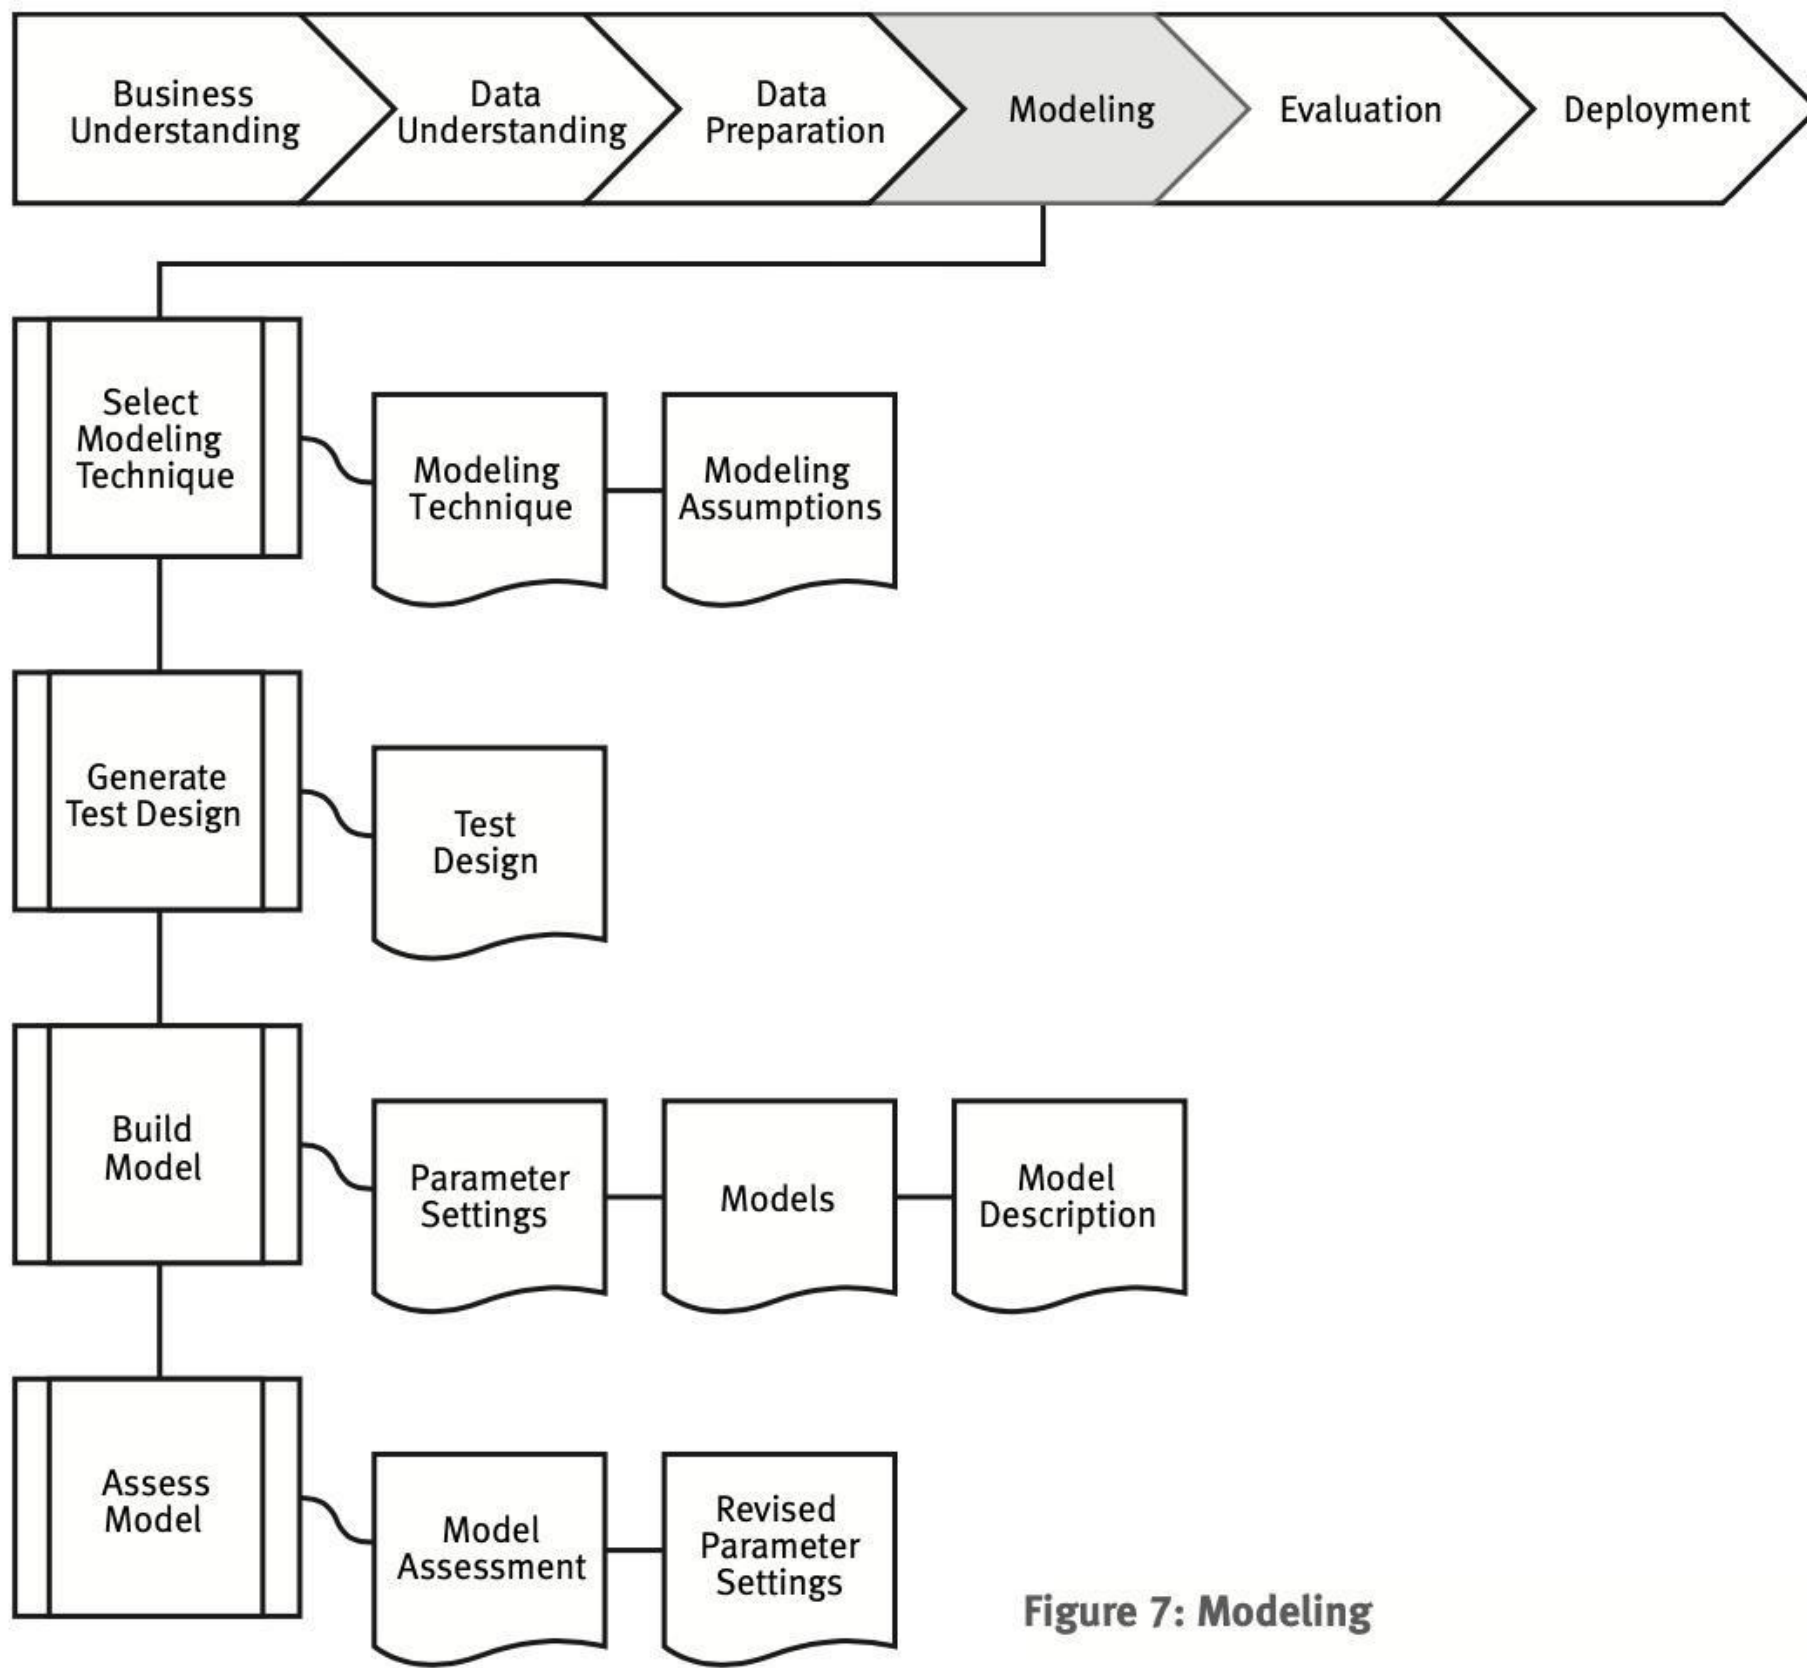 Business
Understanding
Data
Understanding
Data
Preparation
Modeling
Evaluation
Deployment
Select
Modeling
Technique
Modeling
Technique
Modeling
Assumptions
Generate
Test Design
Test
Design
Build
Model
Parameter
Settings
Models
Model
Description
Assess
Model
Model
Assessment
Revised
Parameter
Settings
Figure 7: Modeling